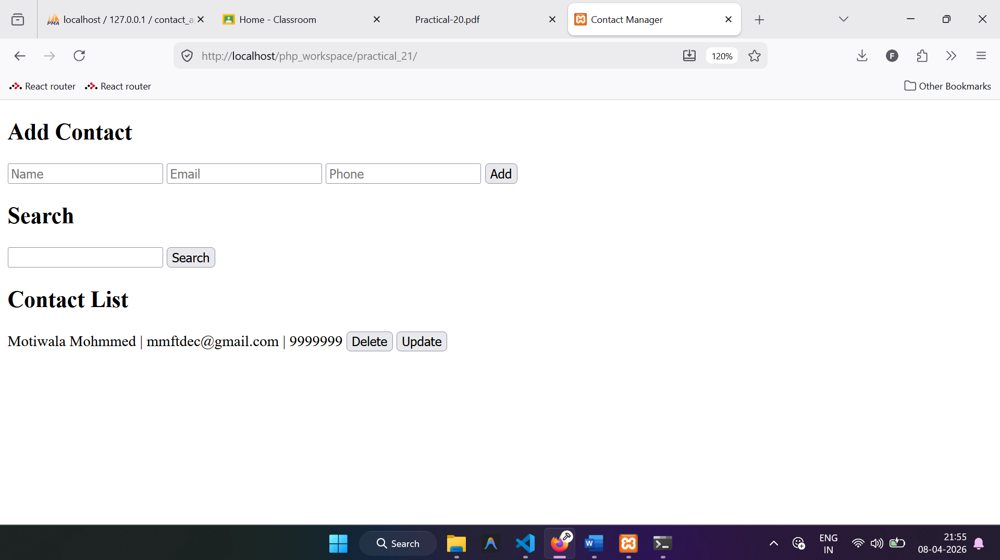 localhost / 127.0.0.1 / contact_a
Home - Classroom
Practical-20.pdf
Contact Manager
http://localhost/php_workspace/practical_21/
120%
F
React router
React router
Other Bookmarks
Add Contact
Name
Email
Phone
Add
Search
Search
Contact List
Motiwala Mohmmed | mmftdec@gmail.com | 9999999
Delete
Update
Search
ENG
IN
21:55
08-04-2026